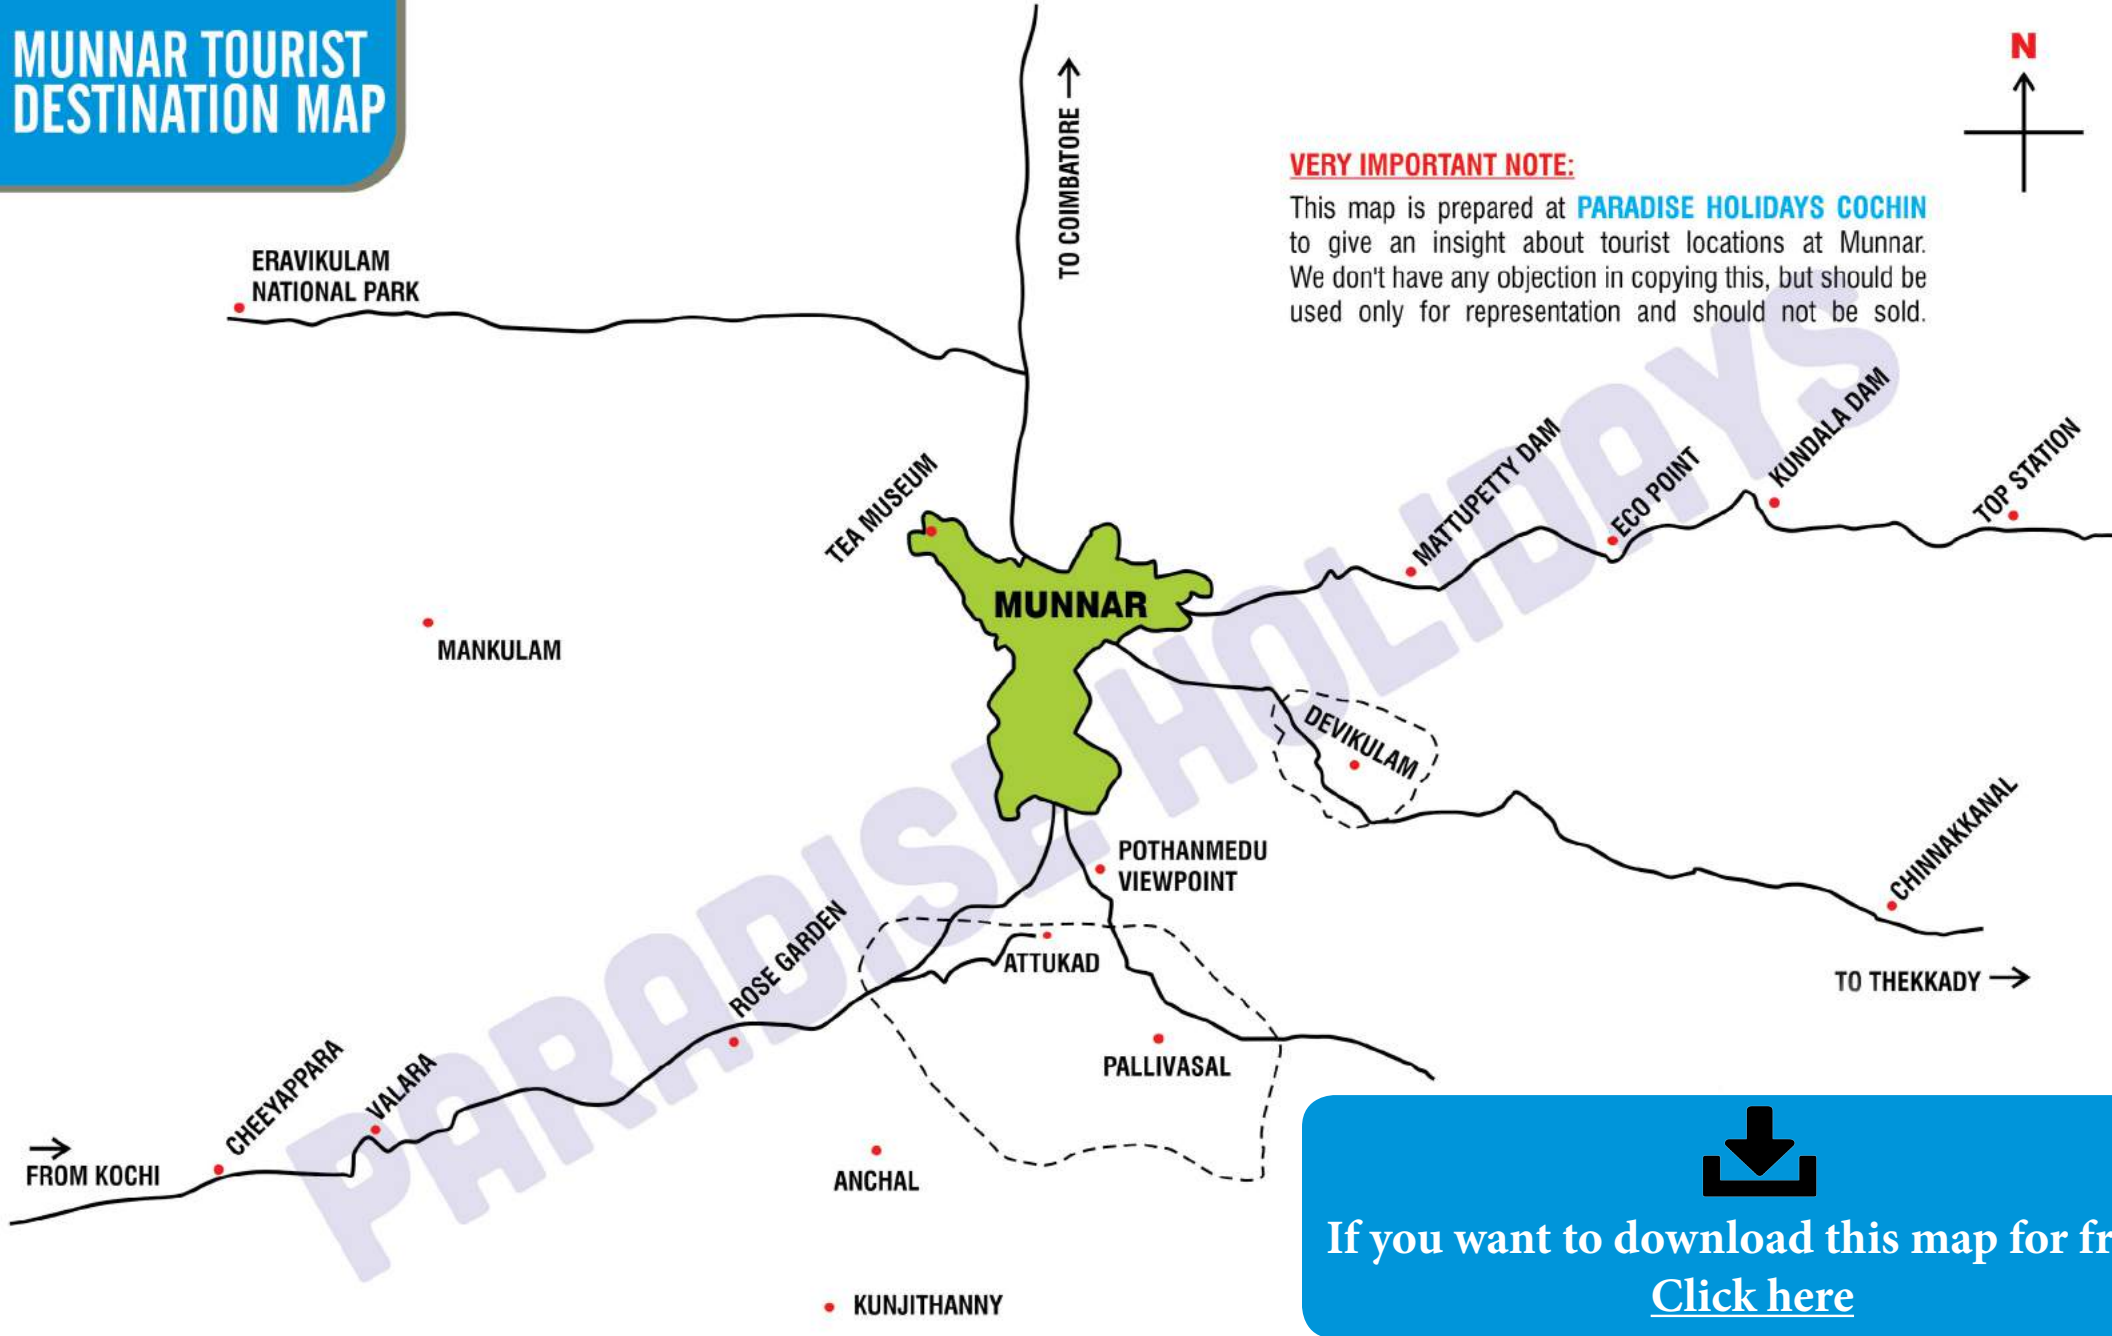 MUNNAR TOURIST
DESTINATION MAP
N
TO COIMBATORE
VERY IMPORTANT NOTE:
This map is prepared at PARADISE HOLIDAYS COCHIN
to give an insight about tourist locations at Munnar.
We don't have any objection in copying this, but should be
used only for representation and should not be sold.
ERAVIKULAM
NATIONAL PARK
TEA MUSEUM
MATTUPETTY DAM
ECO POINT
KUNDALA DAM
TOP STATION
MUNNAR
MANKULAM
DEVIKULAM
CHINNAKKANAL
POTHANMEDU
VIEWPOINT
ROSE GARDEN
ATTUKAD
TO THEKKADY
PALLIVASAL
CHEEYAPPARA
VALARA
FROM KOCHI
ANCHAL
KUNJITHANNY
PARADISE HOLIDAYS
If you want to download this map for
Click here